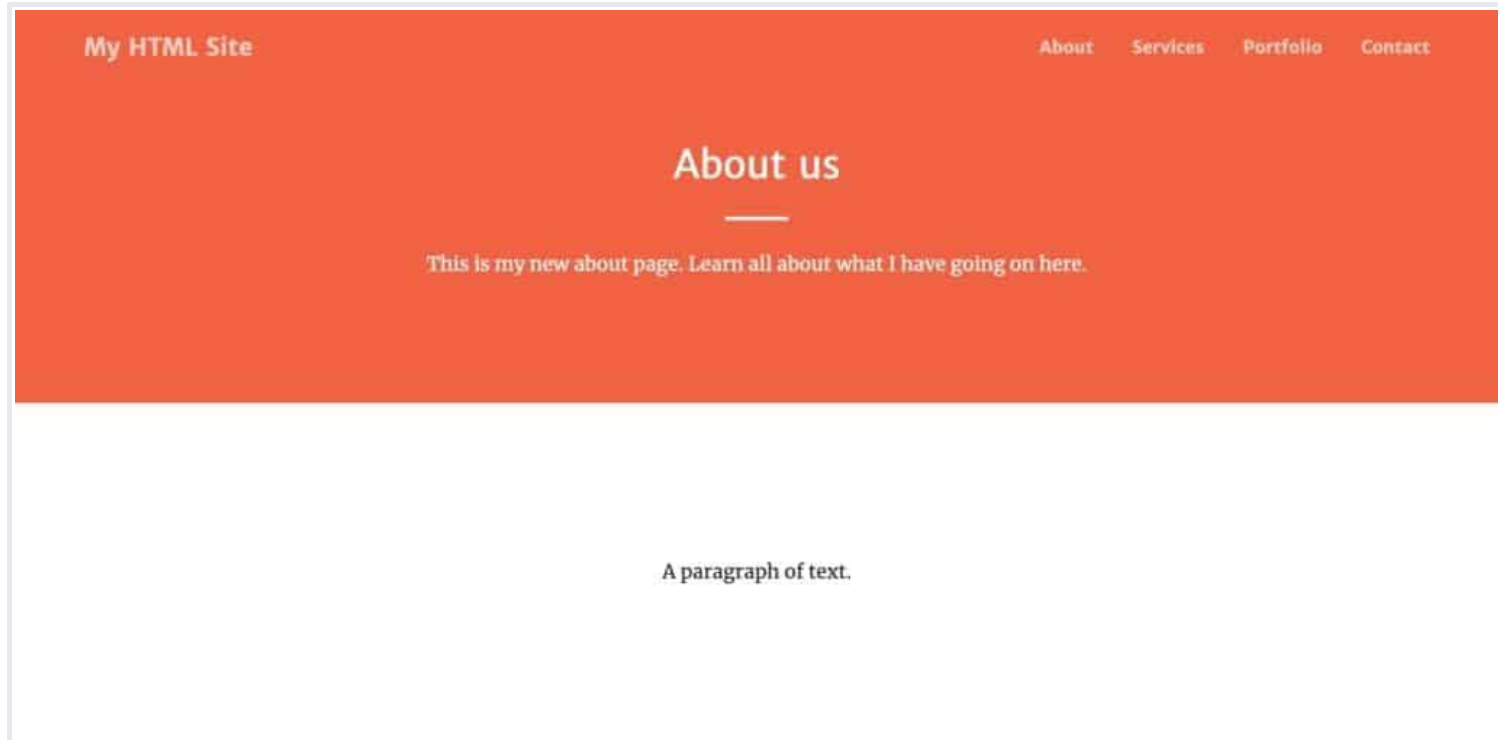 My HTML Site
About Services Portfolio Contact
About us
This is my new about page. Learn all about what I have going on here.
A paragraph of text.